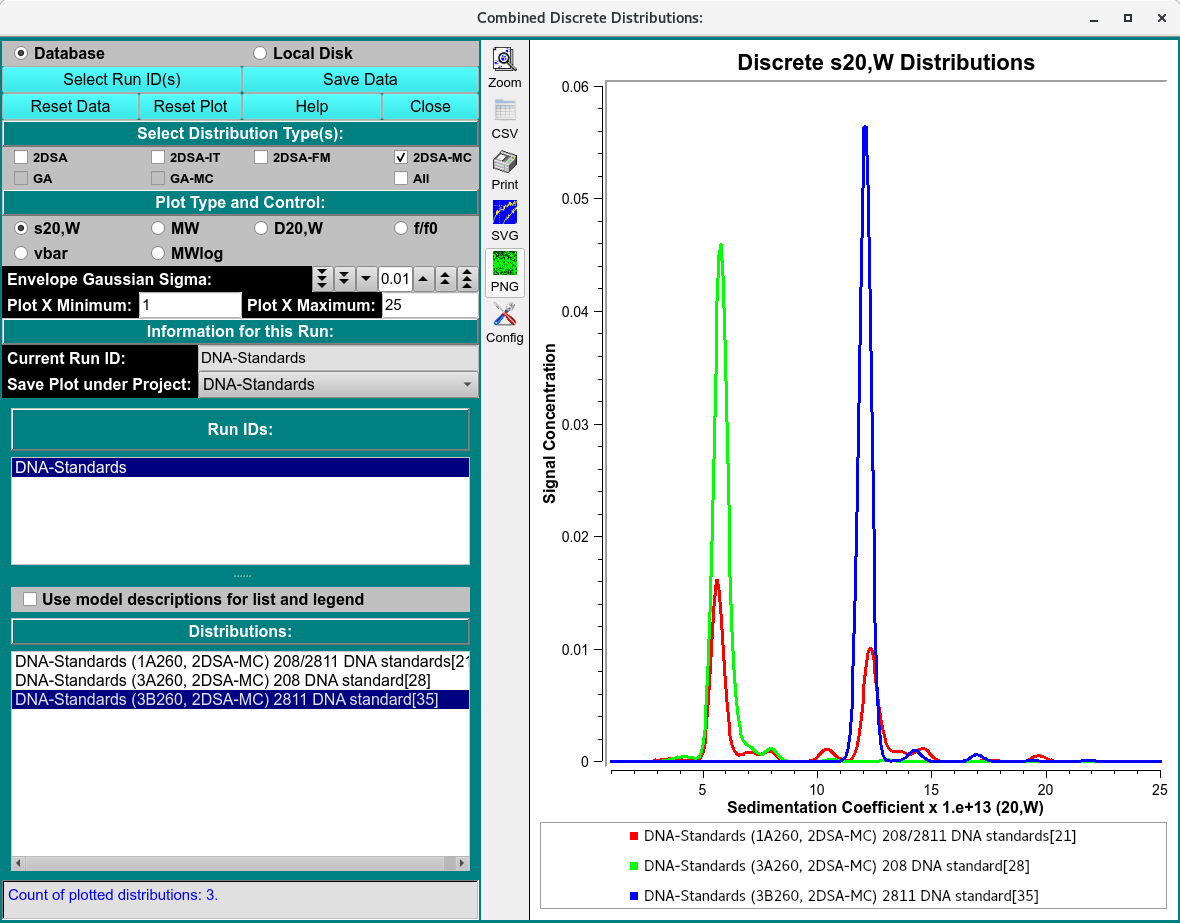 Combined Discrete Distributions:
Database
Local Disk
Select Run ID(s)
Save Data
Reset Data
Reset Plot
Help
Close
Select Distribution Type(s):
2DSA
2DSA-IT
2DSA-FM
2DSA-MC
GA
GA-MC
All
Plot Type and Control:
s20,W
MW
D20,W
f/f0
vbar
MWlog
Envelope Gaussian Sigma:
0.01
Plot X Minimum:
1
Plot X Maximum:
25
Information for this Run:
Current Run ID:
DNA-Standards
Save Plot under Project:
DNA-Standards
Run IDs:
DNA-Standards
Use model descriptions for list and legend
Distributions:
DNA-Standards (1A260, 2DSA-MC) 208/2811 DNA standards[21
DNA-Standards (3A260, 2DSA-MC) 208 DNA standard[28]
DNA-Standards (3B260, 2DSA-MC) 2811 DNA standard[35]
Count of plotted distributions: 3.
Zoom
CSV
Print
SVG
PNG
Config
Discrete s20,W Distributions
Signal Concentration
0.06
0.05
0.04
0.03
0.02
0.01
0
5
10
15
20
25
Sedimentation Coefficient x 1.e+13 (20,W)
DNA-Standards (1A260, 2DSA-MC) 208/2811 DNA standards[21]
DNA-Standards (3A260, 2DSA-MC) 208 DNA standard[28]
DNA-Standards (3B260, 2DSA-MC) 2811 DNA standard[35]